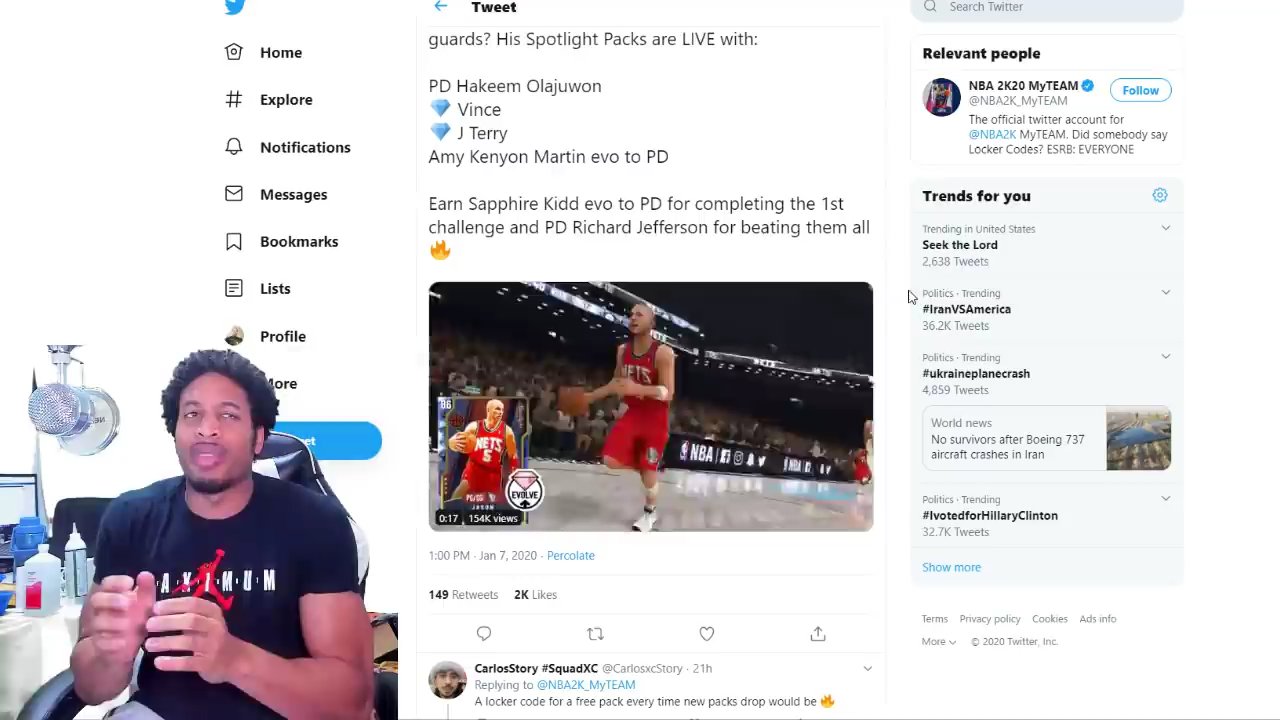 Home
Explore
Notifications
Messages
Bookmarks
Lists
Profile
More
Tweet
guards? His Spotlight Packs are LIVE with:
PD Hakeem Olajuwon
💎 Vince
💎 J Terry
Amy Kenyon Martin evo to PD
Earn Sapphire Kidd evo to PD for completing the 1st
challenge and PD Richard Jefferson for beating them all
🔥
86
NETS
5
PG/SG
JASON
EVOLVE
NETS
NBA
0:17 154K views
1:00 PM · Jan 7, 2020 · Percolate
149 Retweets 2K Likes
CarlosStory #SquadXC @CarlosxcStory · 21h
Replying to @NBA2K_MyTEAM
A locker code for a free pack every time new packs drop would be 🔥
Search Twitter
Relevant people
NBA 2K20 MyTEAM
@NBA2K_MyTEAM
Follow
The official twitter account for
@NBA2K MyTEAM. Did somebody say
Locker Codes? ESRB: EVERYONE
Trends for you
Trending in United States
Seek the Lord
2,638 Tweets
Politics · Trending
#IranVSAmerica
36.2K Tweets
Politics · Trending
#ukraineplanecrash
4,859 Tweets
World news
No survivors after Boeing 737
aircraft crashes in Iran
Politics · Trending
#IvotedforHillaryClinton
32.7K Tweets
Show more
Terms Privacy policy Cookies Ads info
More © 2020 Twitter, Inc.